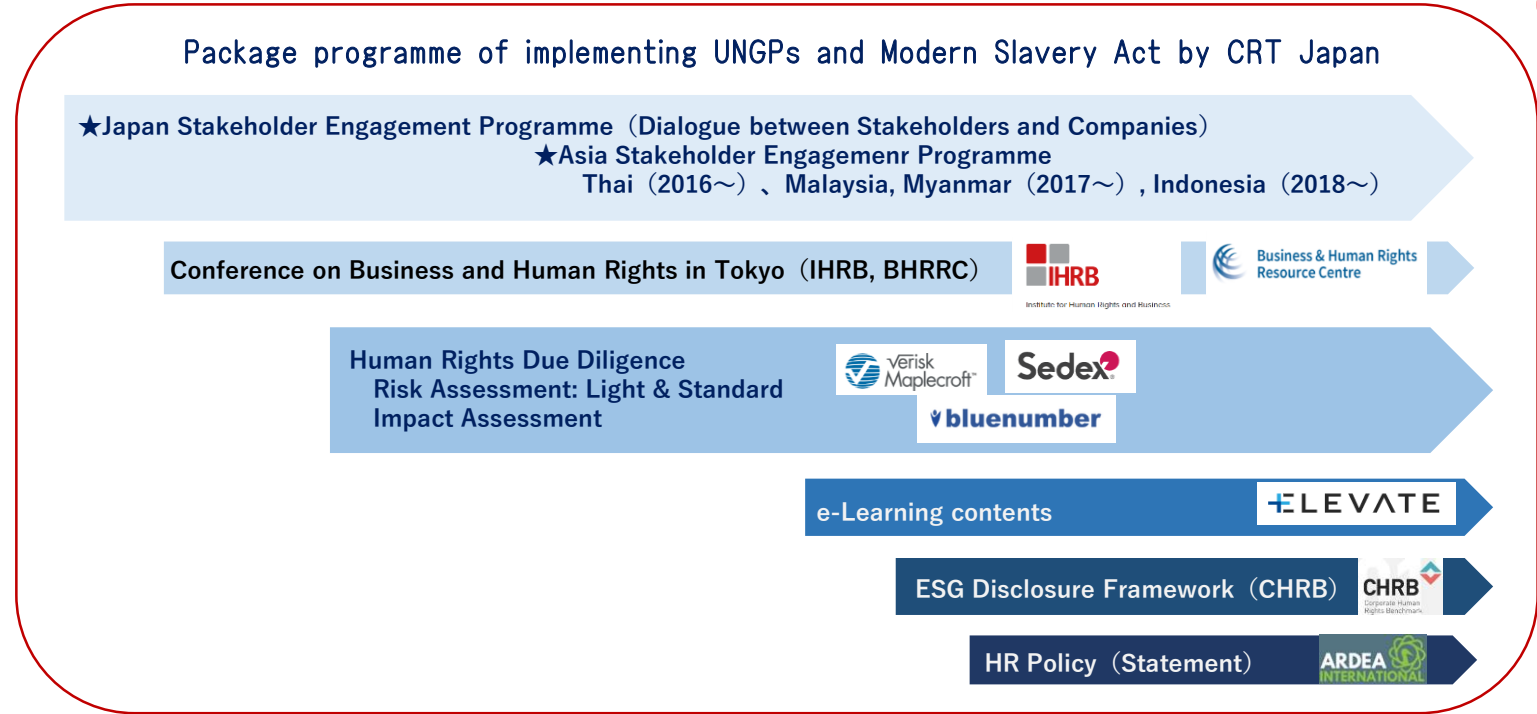 Package programme of implementing UNGPs and Modern Slavery Act by CRT Japan
★Japan Stakeholder Engagement Programme（Dialogue between Stakeholders and Companies）
★Asia Stakeholder Engagemenr Programme
Thai（2016～）、Malaysia, Myanmar（2017～）, Indonesia（2018～）
Conference on Business and Human Rights in Tokyo（IHRB, BHRRC）
IHRB
Institute for Human Rights and Business
Business & Human Rights
Resource Centre
Human Rights Due Diligence
Risk Assessment: Light & Standard
Impact Assessment
Verisk
Maplecroft™
Sedex
bluenumber
e-Learning contents
ELEVATE
ESG Disclosure Framework（CHRB）
CHRB
Corporate Human
Rights Benchmark
HR Policy（Statement）
ARDEA
INTERNATIONAL